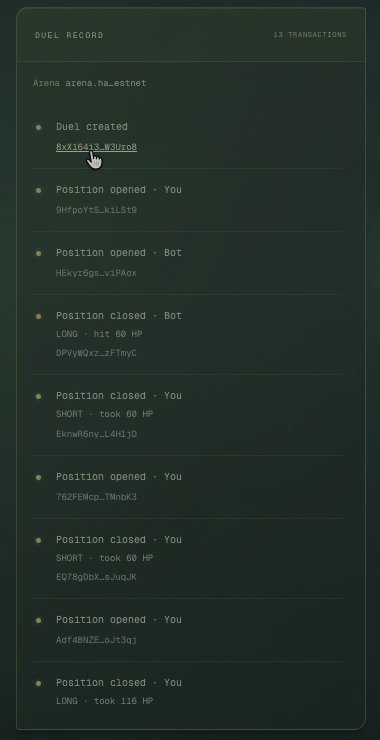 DUEL RECORD
13 TRANSACTIONS
Arena arena.ha…estnet
Duel created
8xX164i3…W3Uro8
Position opened · You
9HfpoYtS…kiLSt9
Position opened · Bot
HEkyr6gs…viPAox
Position closed · Bot
LONG · hit 60 HP
DPVyWQxz…zFTmyC
Position closed · You
SHORT · took 60 HP
EknwR6ny…L4H1jD
Position opened · You
762FEMcp…TMnbK3
Position closed · You
SHORT · took 60 HP
EQ78gDbX…sJuqJK
Position opened · You
Adf4BNZE…oJt3qj
Position closed · You
LONG · took 116 HP